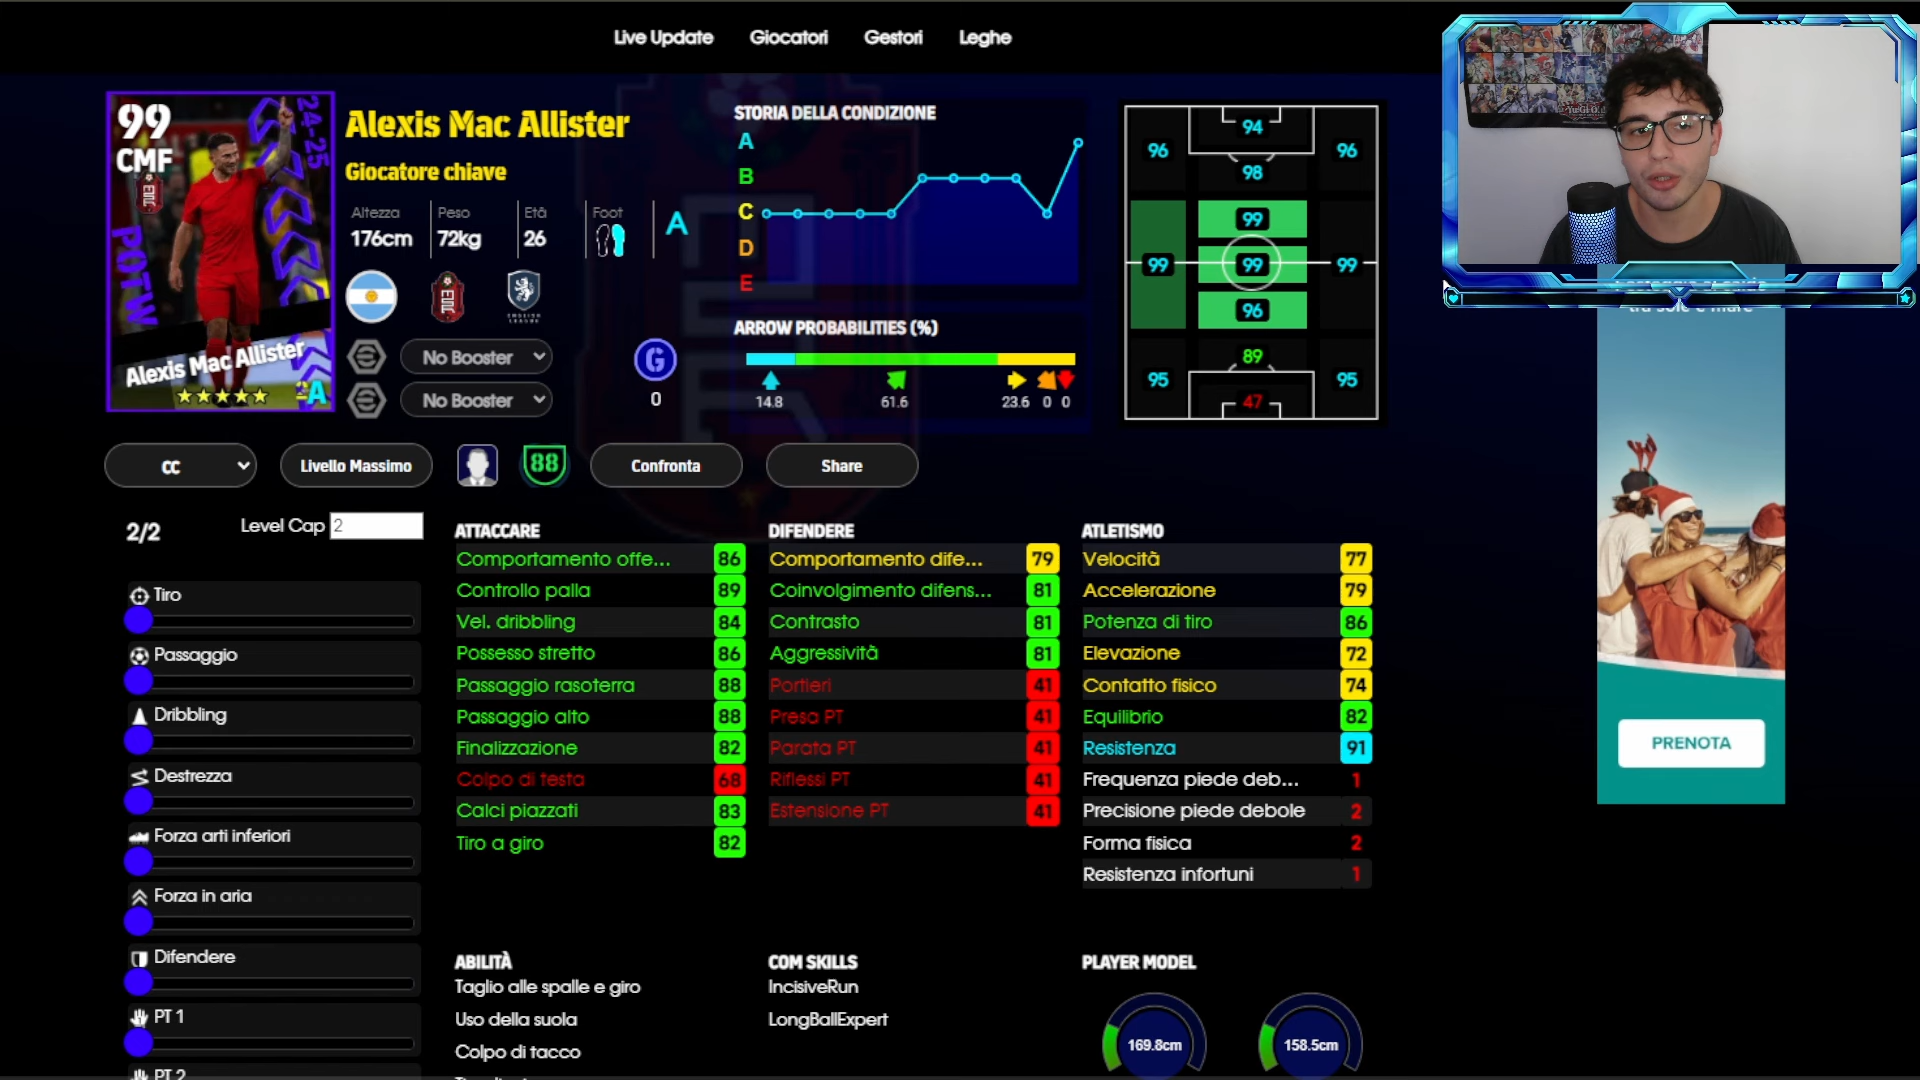 Live Update Giocatori Gestori Leghe
99
CMF
24-25
POTW
Alexis Mac Allister
A
Alexis Mac Allister
Giocatore chiave
Altezza Peso Età Foot
176cm 72kg 26 A
ENGLISH LEAGUE
No Booster
No Booster
G
0
STORIA DELLA CONDIZIONE
A
B
C
D
E
ARROW PROBABILITIES (%)
14.8 61.6 23.6 0 0
94
96 96
98
99
99 99 99
96
89
95 95
47
CC Livello Massimo 88 Confronta Share
2/2 Level Cap 2
Tiro
Passaggio
Dribbling
Destrezza
Forza arti inferiori
Forza in aria
Difendere
PT 1
PT 2
ATTACCARE
Comportamento offe... 86
Controllo palla 89
Vel. dribbling 84
Possesso stretto 86
Passaggio rasoterra 88
Passaggio alto 88
Finalizzazione 82
Colpo di testa 68
Calci piazzati 83
Tiro a giro 82
DIFENDERE
Comportamento dife... 79
Coinvolgimento difens... 81
Contrasto 81
Aggressività 81
Portieri 41
Presa PT 41
Parata PT 41
Riflessi PT 41
Estensione PT 41
ATLETISMO
Velocità 77
Accelerazione 79
Potenza di tiro 86
Elevazione 72
Contatto fisico 74
Equilibrio 82
Resistenza 91
Frequenza piede deb... 1
Precisione piede debole 2
Forma fisica 2
Resistenza infortuni 1
ABILITÀ
Taglio alle spalle e giro
Uso della suola
Colpo di tacco
COM SKILLS
IncisiveRun
LongBallExpert
PLAYER MODEL
169.8cm 158.5cm
tra sole e mare
PRENOTA